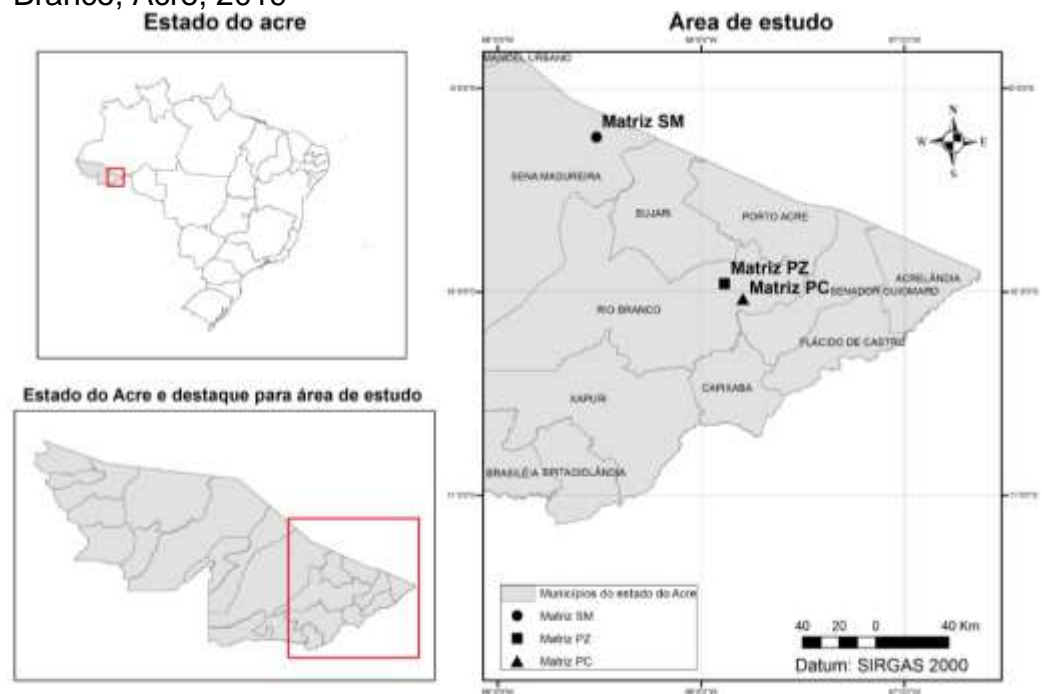 Branco, Acre, 2018
Estado do acre
Área de estudo
MANOEL URBANO
Matriz SM
N
W
E
S
SENA MADUREIRA
BUJARI
PORTO ACRE
Matriz PZ
Matriz PC
ACRELÂNDIA
SENADOR GUIOMARD
RIO BRANCO
PLÁCIDO DE CASTRO
CAPIXABA
XAPURI
BRASILÉIA
Estado do Acre e destaque para área de estudo
Municípios do estado do Acre
Matriz SM
Matriz PZ
Matriz PC
40 20 0 40 Km
Datum: SIRGAS 2000